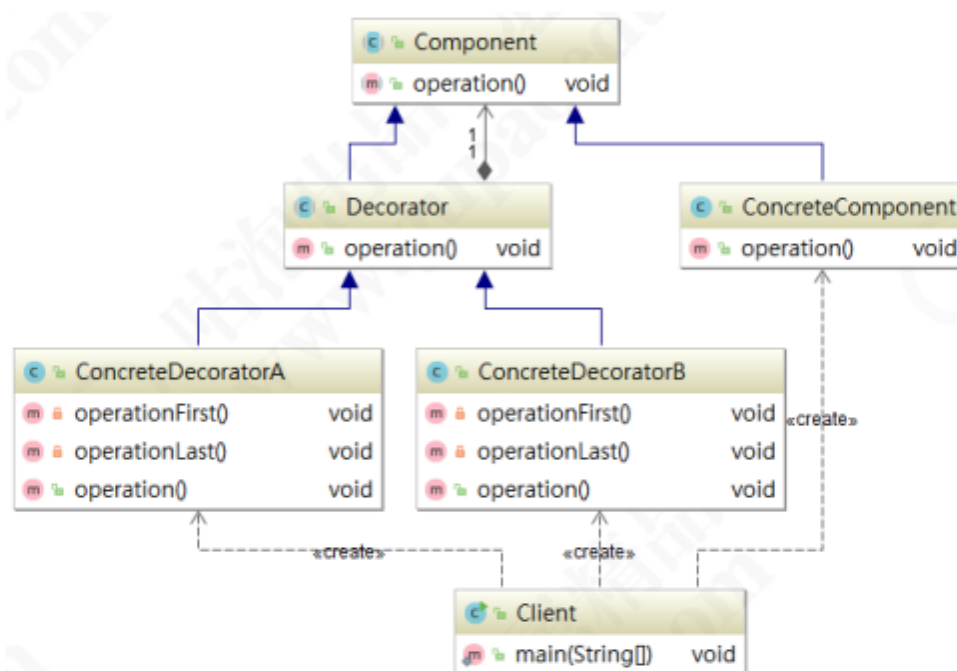 Component
operation() void
1
1
Decorator
operation() void
ConcreteComponent
operation() void
ConcreteDecoratorA
operationFirst() void
operationLast() void
operation() void
ConcreteDecoratorB
operationFirst() void
operationLast() void
operation() void
«create»
«create»
«create»
Client
main(String[]) void